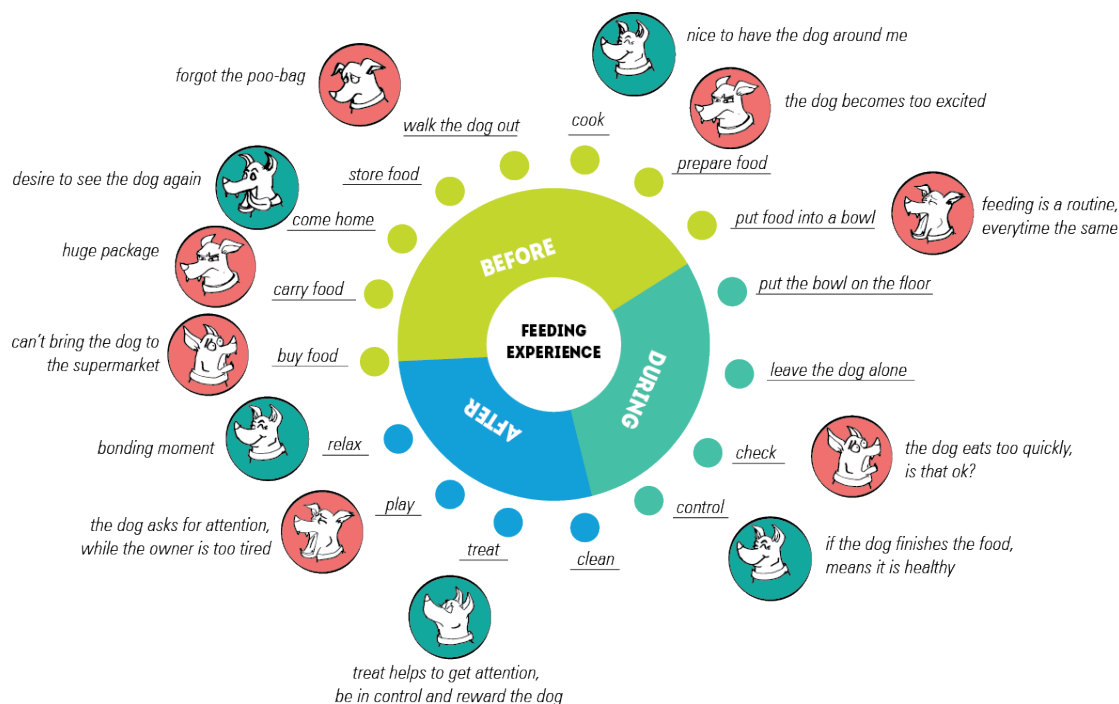 nice to have the dog around me
forgot the poo-bag
the dog becomes too excited
walk the dog out
cook
prepare food
store food
desire to see the dog again
come home
put food into a bowl
feeding is a routine,
everytime the same
huge package
carry food
BEFORE
put the bowl on the floor
FEEDING
EXPERIENCE
can't bring the dog to
the supermarket
buy food
leave the dog alone
DURING
AFTER
bonding moment
relax
check
the dog eats too quickly,
is that ok?
play
control
the dog asks for attention,
while the owner is too tired
treat
clean
if the dog finishes the food,
means it is healthy
treat helps to get attention,
be in control and reward the dog